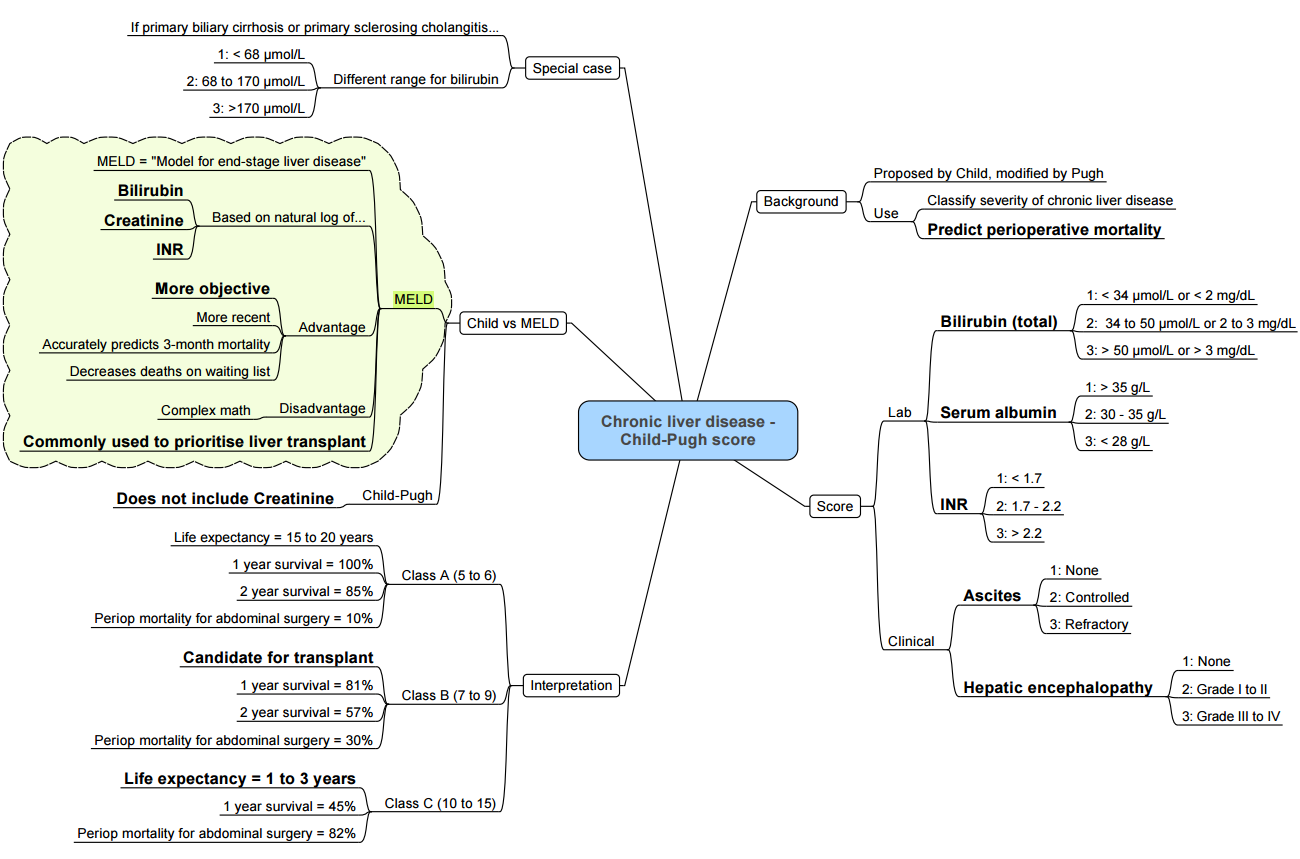 Chronic liver disease -
Child-Pugh score
Background
Proposed by Child, modified by Pugh
Use
Classify severity of chronic liver disease
Predict perioperative mortality
Score
Lab
Bilirubin (total)
1: < 34 µmol/L or < 2 mg/dL
2:  34 to 50 µmol/L or 2 to 3 mg/dL
3: > 50 µmol/L or > 3 mg/dL
Serum albumin
1: > 35 g/L
2: 30 - 35 g/L
3: < 28 g/L
INR
1: < 1.7
2: 1.7 - 2.2
3: > 2.2
Clinical
Ascites
1: None
2: Controlled
3: Refractory
Hepatic encephalopathy
1: None
2: Grade I to II
3: Grade III to IV
Special case
If primary biliary cirrhosis or primary sclerosing cholangitis...
Different range for bilirubin
1: < 68 µmol/L
2: 68 to 170 µmol/L
3: >170 µmol/L
Child vs MELD
MELD
MELD = "Model for end-stage liver disease"
Based on natural log of...
Bilirubin
Creatinine
INR
Advantage
More objective
More recent
Accurately predicts 3-month mortality
Decreases deaths on waiting list
Disadvantage
Complex math
Commonly used to prioritise liver transplant
Child-Pugh
Does not include Creatinine
Interpretation
Class A (5 to 6)
Life expectancy = 15 to 20 years
1 year survival = 100%
2 year survival = 85%
Periop mortality for abdominal surgery = 10%
Class B (7 to 9)
Candidate for transplant
1 year survival = 81%
2 year survival = 57%
Periop mortality for abdominal surgery = 30%
Class C (10 to 15)
Life expectancy = 1 to 3 years
1 year survival = 45%
Periop mortality for abdominal surgery = 82%